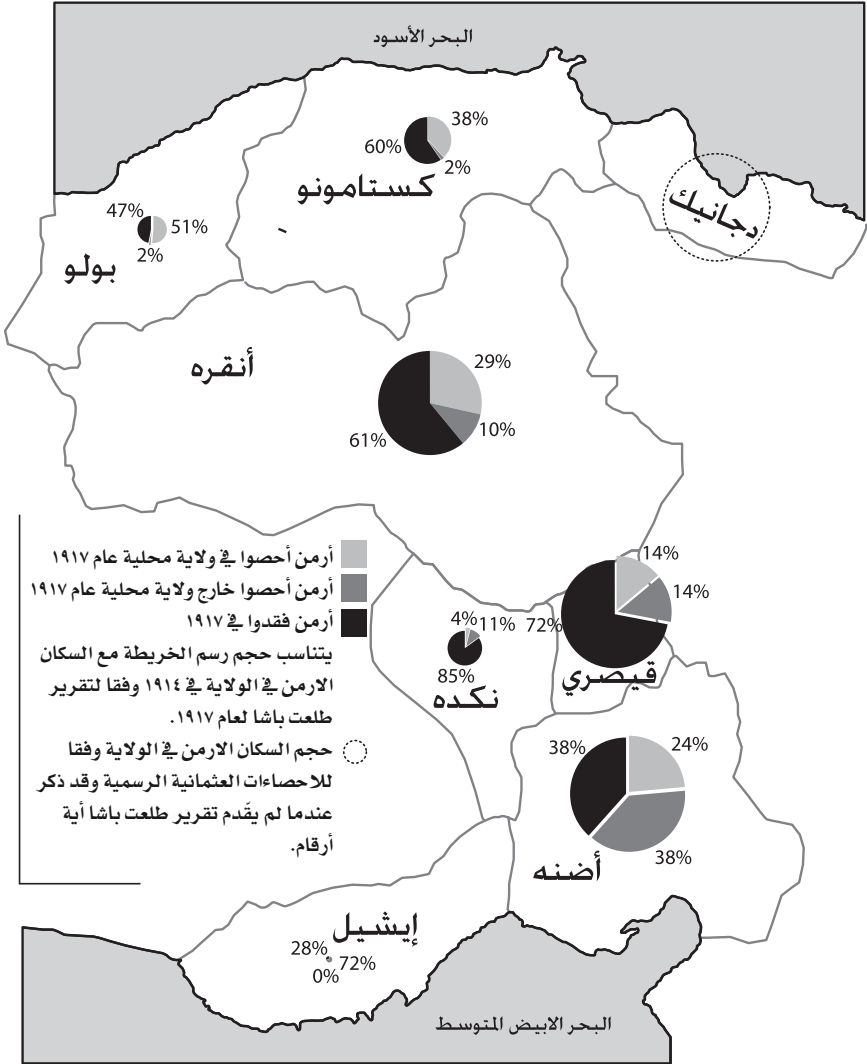 البحر الأسود
38%
60%
2%
كستامونو
47%
51%
2%
بولو
دجانيك
أنقره
29%
10%
61%
أرمن أحصوا في ولاية محلية عام ١٩١٧
أرمن أحصوا خارج ولاية محلية عام ١٩١٧
أرمن فقدوا في ١٩١٧
يتناسب حجم رسم الخريطة مع السكان
الارمن في الولاية في ١٩١٤ وفقا لتقرير
طلعت باشا لعام ١٩١٧.
حجم السكان الارمن في الولاية وفقا
للاحصاءات العثمانية الرسمية وقد ذكر
عندما لم يقّدم تقرير طلعت باشا أية
أرقام.
14%
14%
72%
قيصري
4%
11%
85%
نكده
38%
24%
38%
أضنه
إيشيل
28%
72%
0%
البحر الابيض المتوسط